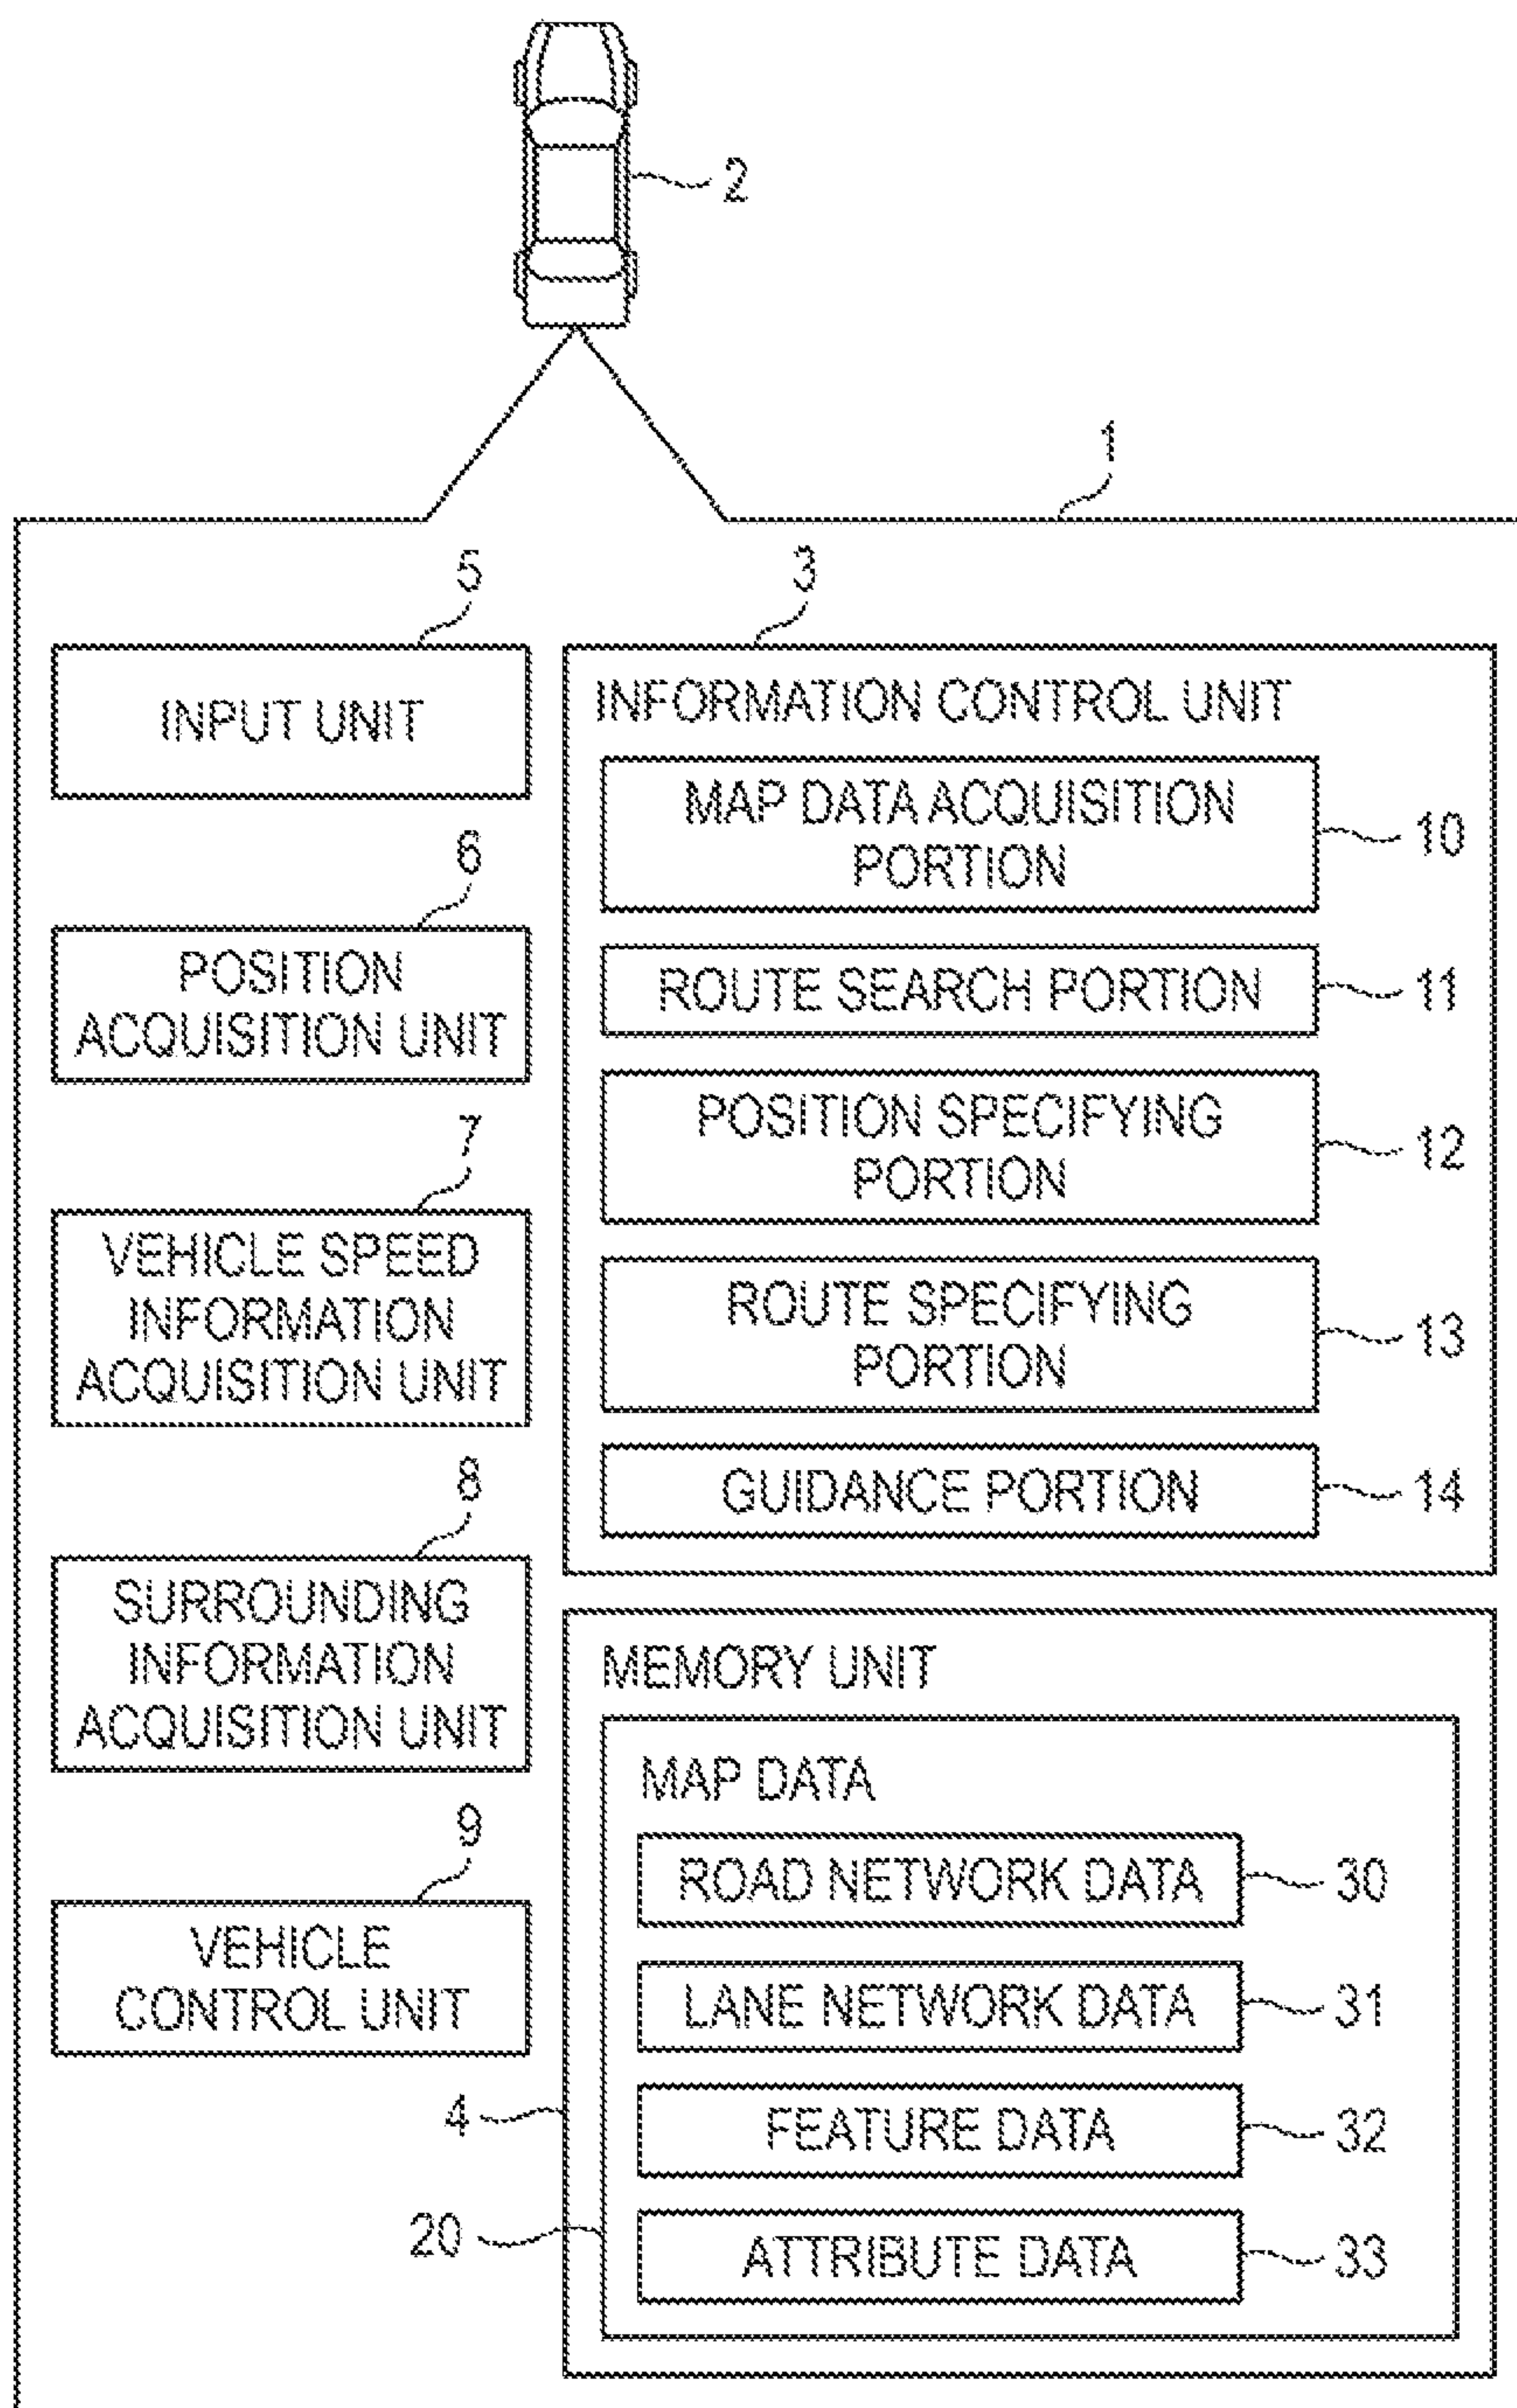 2
1
5
INPUT UNIT
6
POSITION
ACQUISITION UNIT
7
VEHICLE SPEED
INFORMATION
ACQUISITION UNIT
8
SURROUNDING
INFORMATION
ACQUISITION UNIT
9
VEHICLE
CONTROL UNIT
3
INFORMATION CONTROL UNIT
MAP DATA ACQUISITION
PORTION
10
ROUTE SEARCH PORTION
11
POSITION SPECIFYING
PORTION
12
ROUTE SPECIFYING
PORTION
13
GUIDANCE PORTION
14
MEMORY UNIT
MAP DATA
ROAD NETWORK DATA
30
LANE NETWORK DATA
31
4
FEATURE DATA
32
20
ATTRIBUTE DATA
33